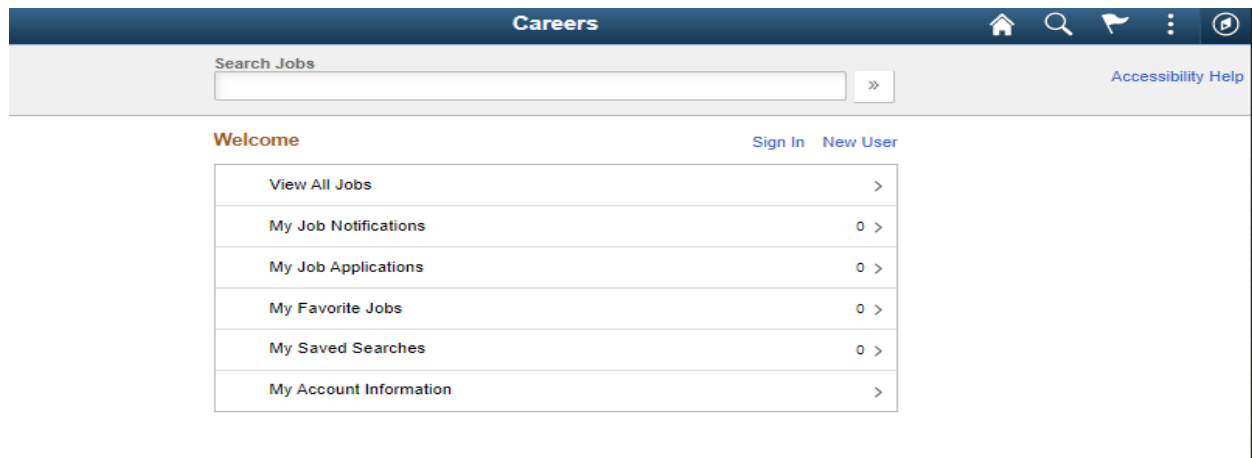 Careers
Search Jobs
»
Accessibility Help
Welcome
Sign In New User
View All Jobs >
My Job Notifications 0 >
My Job Applications 0 >
My Favorite Jobs 0 >
My Saved Searches 0 >
My Account Information >